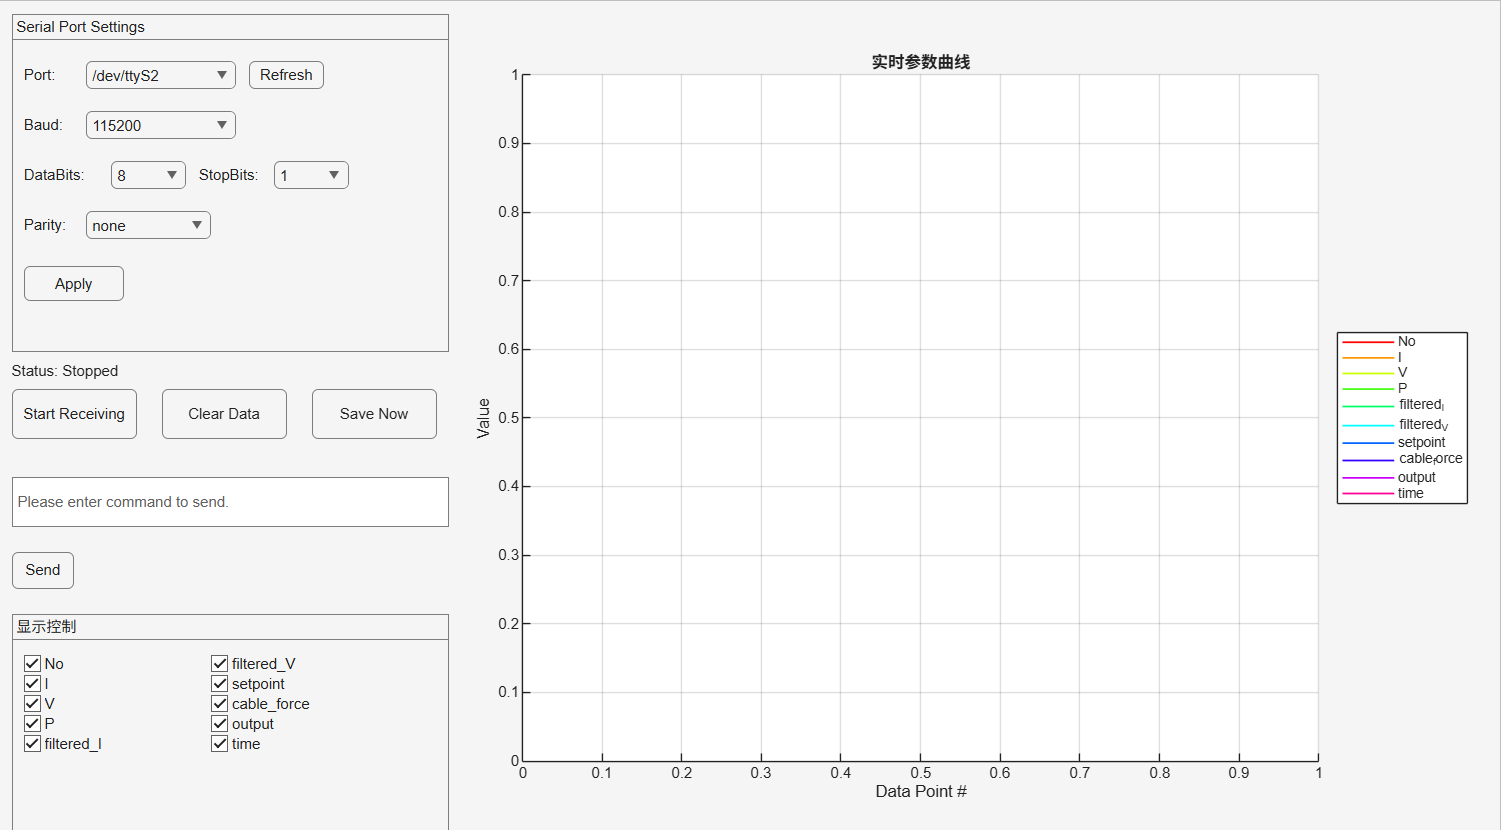 Serial Port Settings
Port: /dev/ttyS2 Refresh
Baud: 115200
DataBits: 8 StopBits: 1
Parity: none
Apply
Status: Stopped
Start Receiving Clear Data Save Now
Please enter command to send.
Send
显示控制
No filtered_V
I setpoint
V cable_force
P output
filtered_I time
实时参数曲线
1
0.9
0.8
0.7
0.6
0.5
0.4
0.3
0.2
0.1
0
Value
0 0.1 0.2 0.3 0.4 0.5 0.6 0.7 0.8 0.9 1
Data Point #
No
I
V
P
filteredI
filteredV
setpoint
cableforce
output
time